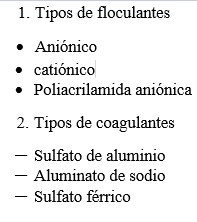 1. Tipos de floculantes
• Aniónico
• catiónico
• Poliacrilamida aniónica
2. Tipos de coagulantes
— Sulfato de aluminio
— Aluminato de sodio
— Sulfato férrico